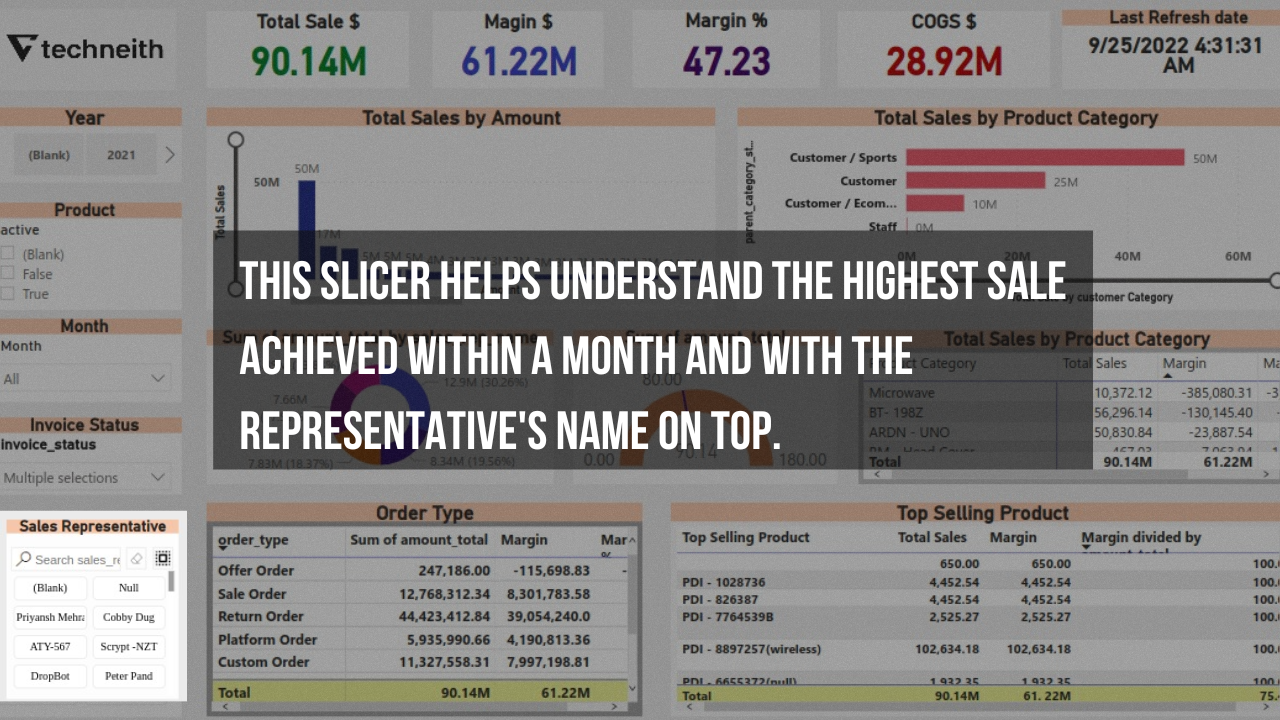 techneith
Total Sale $
90.14M
Magin $
61.22M
Margin %
47.23
COGS $
28.92M
Last Refresh date
9/25/2022 4:31:31
AM
Year
(Blank)
2021
Product
active
(Blank)
False
True
Month
Month
All
Invoice Status
invoice_status
Multiple selections
Sales Representative
Search sales_re
(Blank)
Null
Priyansh Mehra
Cobby Dug
ATY-567
Scrypt -NZT
DropBot
Peter Pand
Total Sales by Amount
Total Sales
50M
50M
17M
Total Sales by Product Category
parent_category_st...
Customer / Sports
50M
Customer
25M
Customer / Ecom...
10M
Staff
0M
0M
20M
40M
60M
by customer Category
THIS SLICER HELPS UNDERSTAND THE HIGHEST SALE
ACHIEVED WITHIN A MONTH AND WITH THE
REPRESENTATIVE'S NAME ON TOP.
Sum of amount_total by sales_rep_name
12.9M (30.26%)
7.66M
7.83M (18.37%)
8.34M (19.56%)
Sum of amount_total
80.00
0.00
90.14
180.00
Total Sales by Product Category
Product Category Total Sales Margin Ma
Microwave 10,372.12 -385,080.31 -3
BT- 198Z 56,296.14 -130,145.40 -
ARDN - UNO 50,830.84 -23,887.54
Total 90.14M 61.22M
Order Type
order_type Sum of amount_total Margin Mar
%
Offer Order 247,186.00 -115,698.83 -
Sale Order 12,768,312.34 8,301,783.58
Return Order 44,423,412.84 39,054,240.0
Platform Order 5,935,990.66 4,190,813.36
Custom Order 11,327,558.31 7,997,198.81
Total 90.14M 61.22M
Top Selling Product
Top Selling Product Total Sales Margin Margin divided by
amount_total
650.00 650.00 100.
PDI - 1028736 4,452.54 4,452.54 100.
PDI - 826387 4,452.54 4,452.54 100.
PDI - 7764539B 2,525.27 2,525.27 100.
PDI - 8897257(wireless) 102,634.18 102,634.18 100.
PDI - 6655372(null) 1,932.35 1,932.35 100.
Total 90.14M 61. 22M 75.